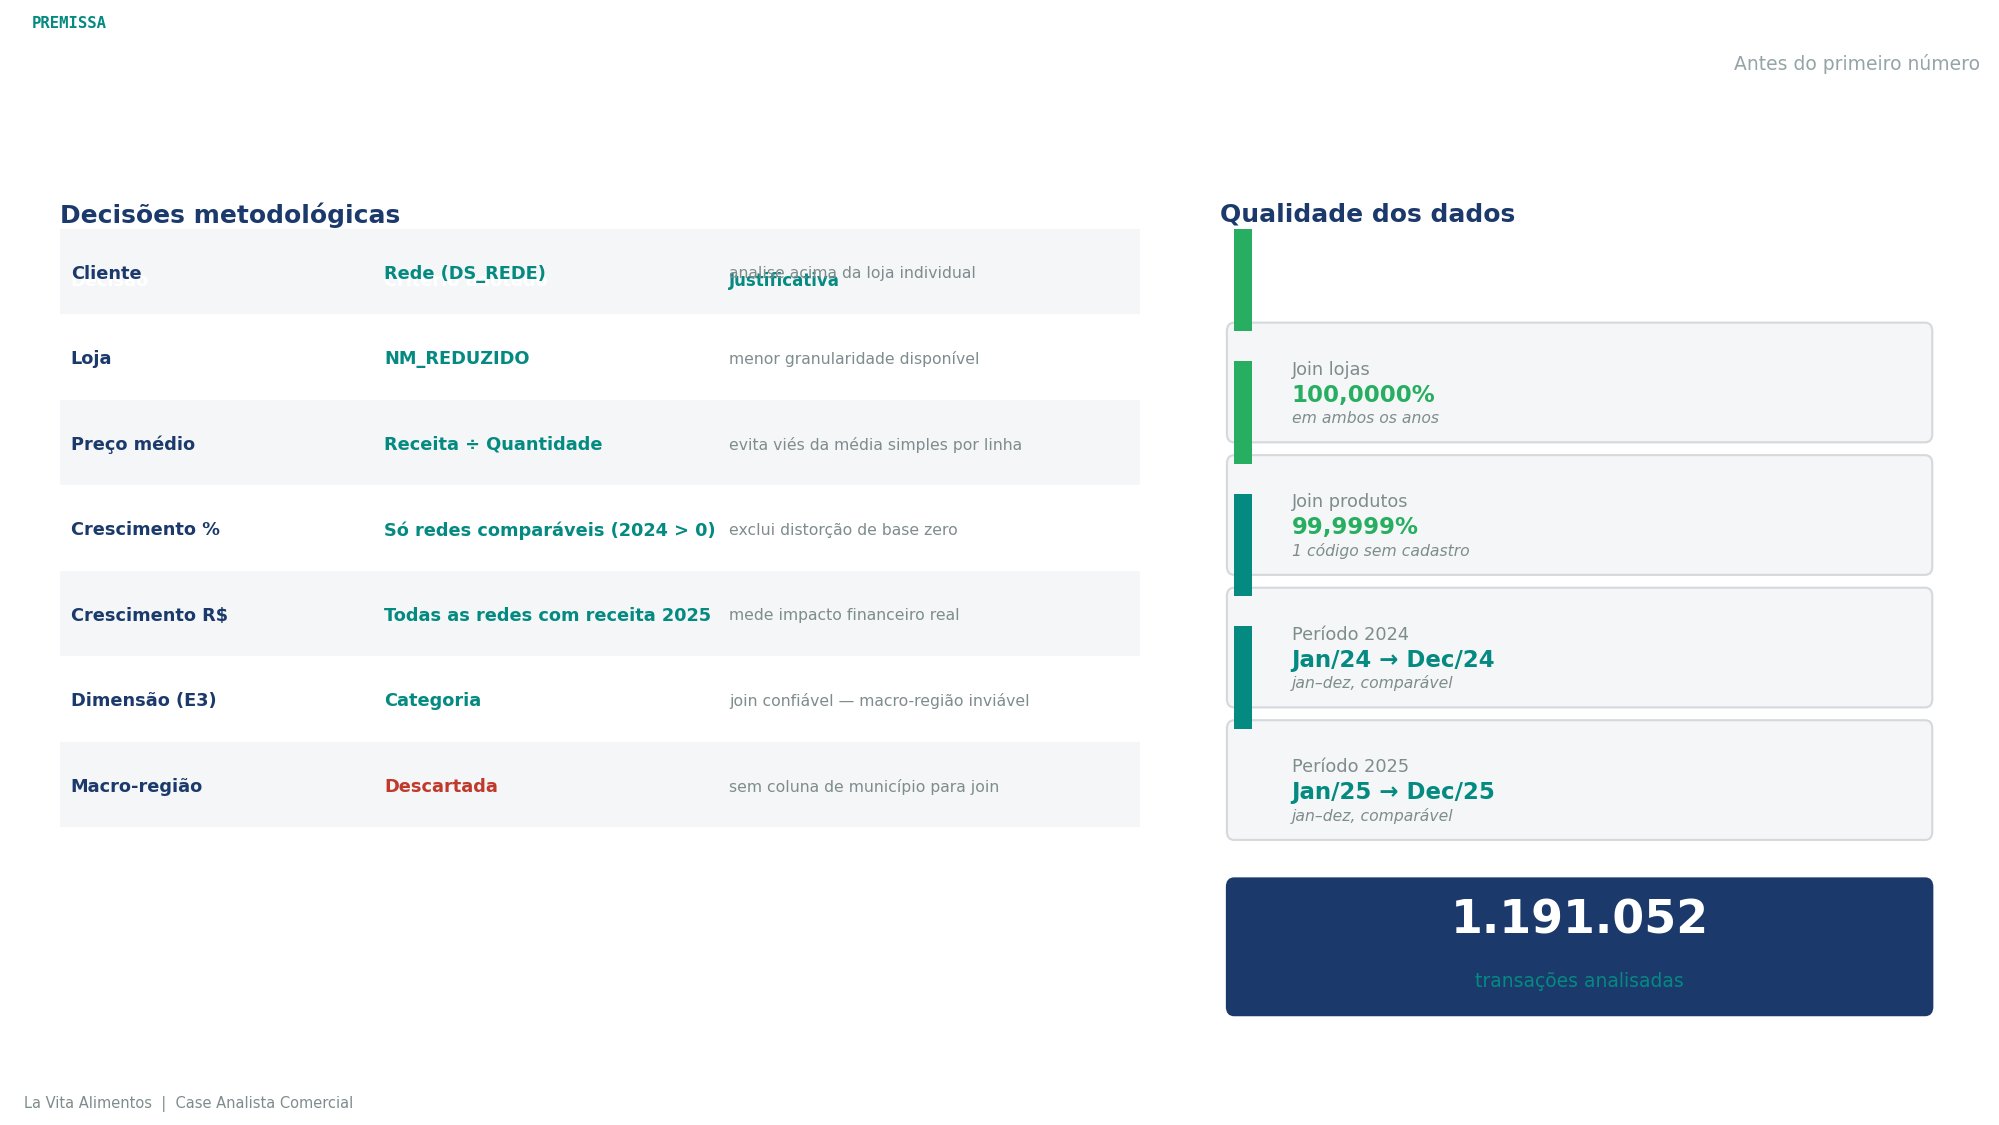 PREMISSA
Antes do primeiro número
Decisões metodológicas
Decisão Justificativa
Cliente Rede (DS_REDE) analise acima da loja individual
Loja NM_REDUZIDO menor granularidade disponível
Preço médio Receita ÷ Quantidade evita viés da média simples por linha
Crescimento % Só redes comparáveis (2024 > 0) exclui distorção de base zero
Crescimento R$ Todas as redes com receita 2025 mede impacto financeiro real
Dimensão (E3) Categoria join confiável — macro-região inviável
Macro-região Descartada sem coluna de município para join
Qualidade dos dados
Join lojas
100,0000%
em ambos os anos
Join produtos
99,9999%
1 código sem cadastro
Período 2024
Jan/24 → Dec/24
jan–dez, comparável
Período 2025
Jan/25 → Dec/25
jan–dez, comparável
1.191.052
transações analisadas
La Vita Alimentos | Case Analista Comercial